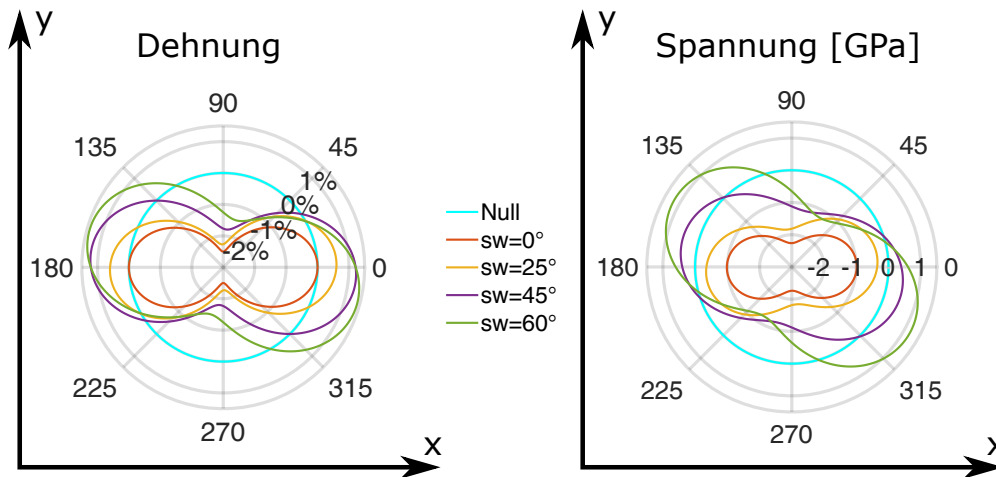 y
Dehnung
90
135
45
1%
0%
-1%
-2%
180
0
225
315
270
x
Null
sw=0°
sw=25°
sw=45°
sw=60°
y
Spannung [GPa]
90
135
45
180
-2
-1
0
1
0
225
315
270
x